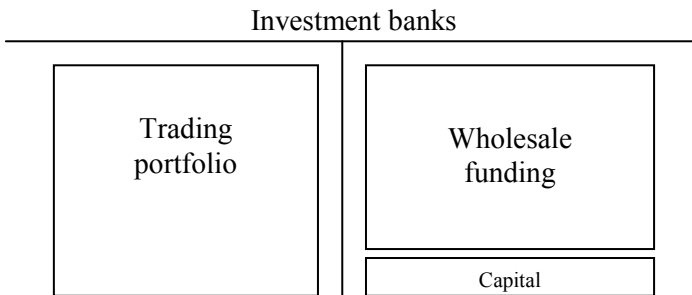 Investment banks
Trading
portfolio
Wholesale
funding
Capital